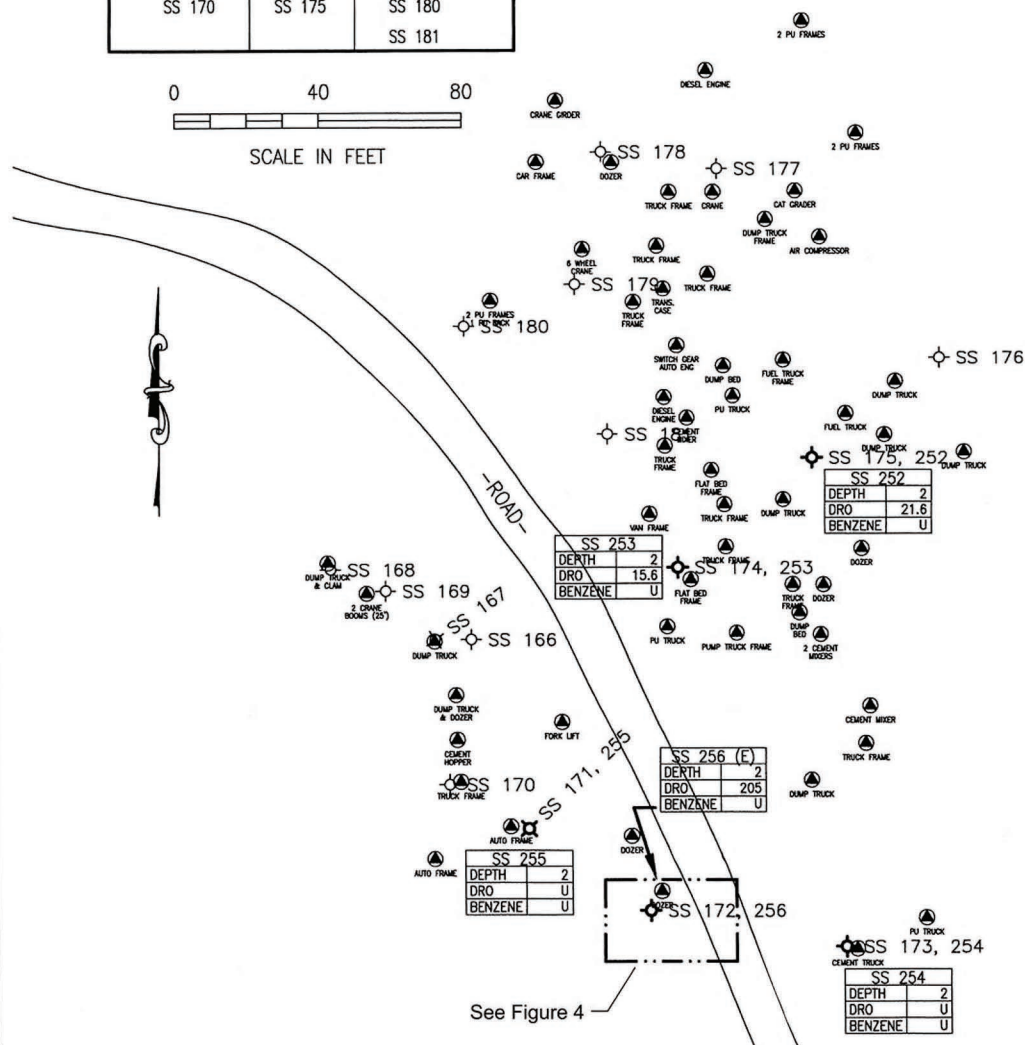 SS 170 SS 175 SS 180
SS 181
0 40 80
SCALE IN FEET
2 PU FRAMES
DIESEL ENGINE
CRANE GIRDER
2 PU FRAMES
SS 178
CAR FRAME
DOZER
SS 177
TRUCK FRAME
CRANE
CAT GRADER
DUMP TRUCK
FRAME
AIR COMPRESSOR
6 WHEEL
CRANE
TRUCK FRAME
TRUCK FRAME
SS 179
TRANS.
CASE
TRUCK
FRAME
2 PU FRAMES
SS 180
SS 176
SWITCH GEAR
AUTO ENG
DUMP BED
FUEL TRUCK
FRAME
DUMP TRUCK
DIESEL
ENGINE
PU TRUCK
CEMENT
MIXER
FUEL TRUCK
SS
TRUCK
FRAME
DUMP TRUCK
SS 175, 252
DUMP TRUCK
FLAT BED
FRAME
SS 252
DEPTH 2
DRO 21.6
BENZENE U
TRUCK FRAME
DUMP TRUCK
VAN FRAME
-ROAD-
SS 253
DEPTH 2
DRO 15.6
BENZENE U
TRUCK FRAME
SS 174, 253
DOZER
FLAT BED
FRAME
TRUCK
FRAME
DOZER
DUMP
BED
2 CEMENT
MIXERS
PU TRUCK
PUMP TRUCK FRAME
DUMP TRUCK
& CLAM
SS 168
2 CRANE
BOOMS (25')
SS 169
SS 167
SS 166
DUMP TRUCK
DUMP TRUCK
& DOZER
CEMENT
HOPPER
FORK LIFT
CEMENT MIXER
TRUCK FRAME
DUMP TRUCK
SS 256 (E)
DEPTH 2
DRO 205
BENZENE U
SS 170
TRUCK FRAME
SS 171, 255
AUTO FRAME
DOZER
AUTO FRAME
SS 255
DEPTH 2
DRO U
BENZENE U
DOZER
SS 172, 256
PU TRUCK
SS 173, 254
CEMENT TRUCK
SS 254
DEPTH 2
DRO U
BENZENE U
See Figure 4